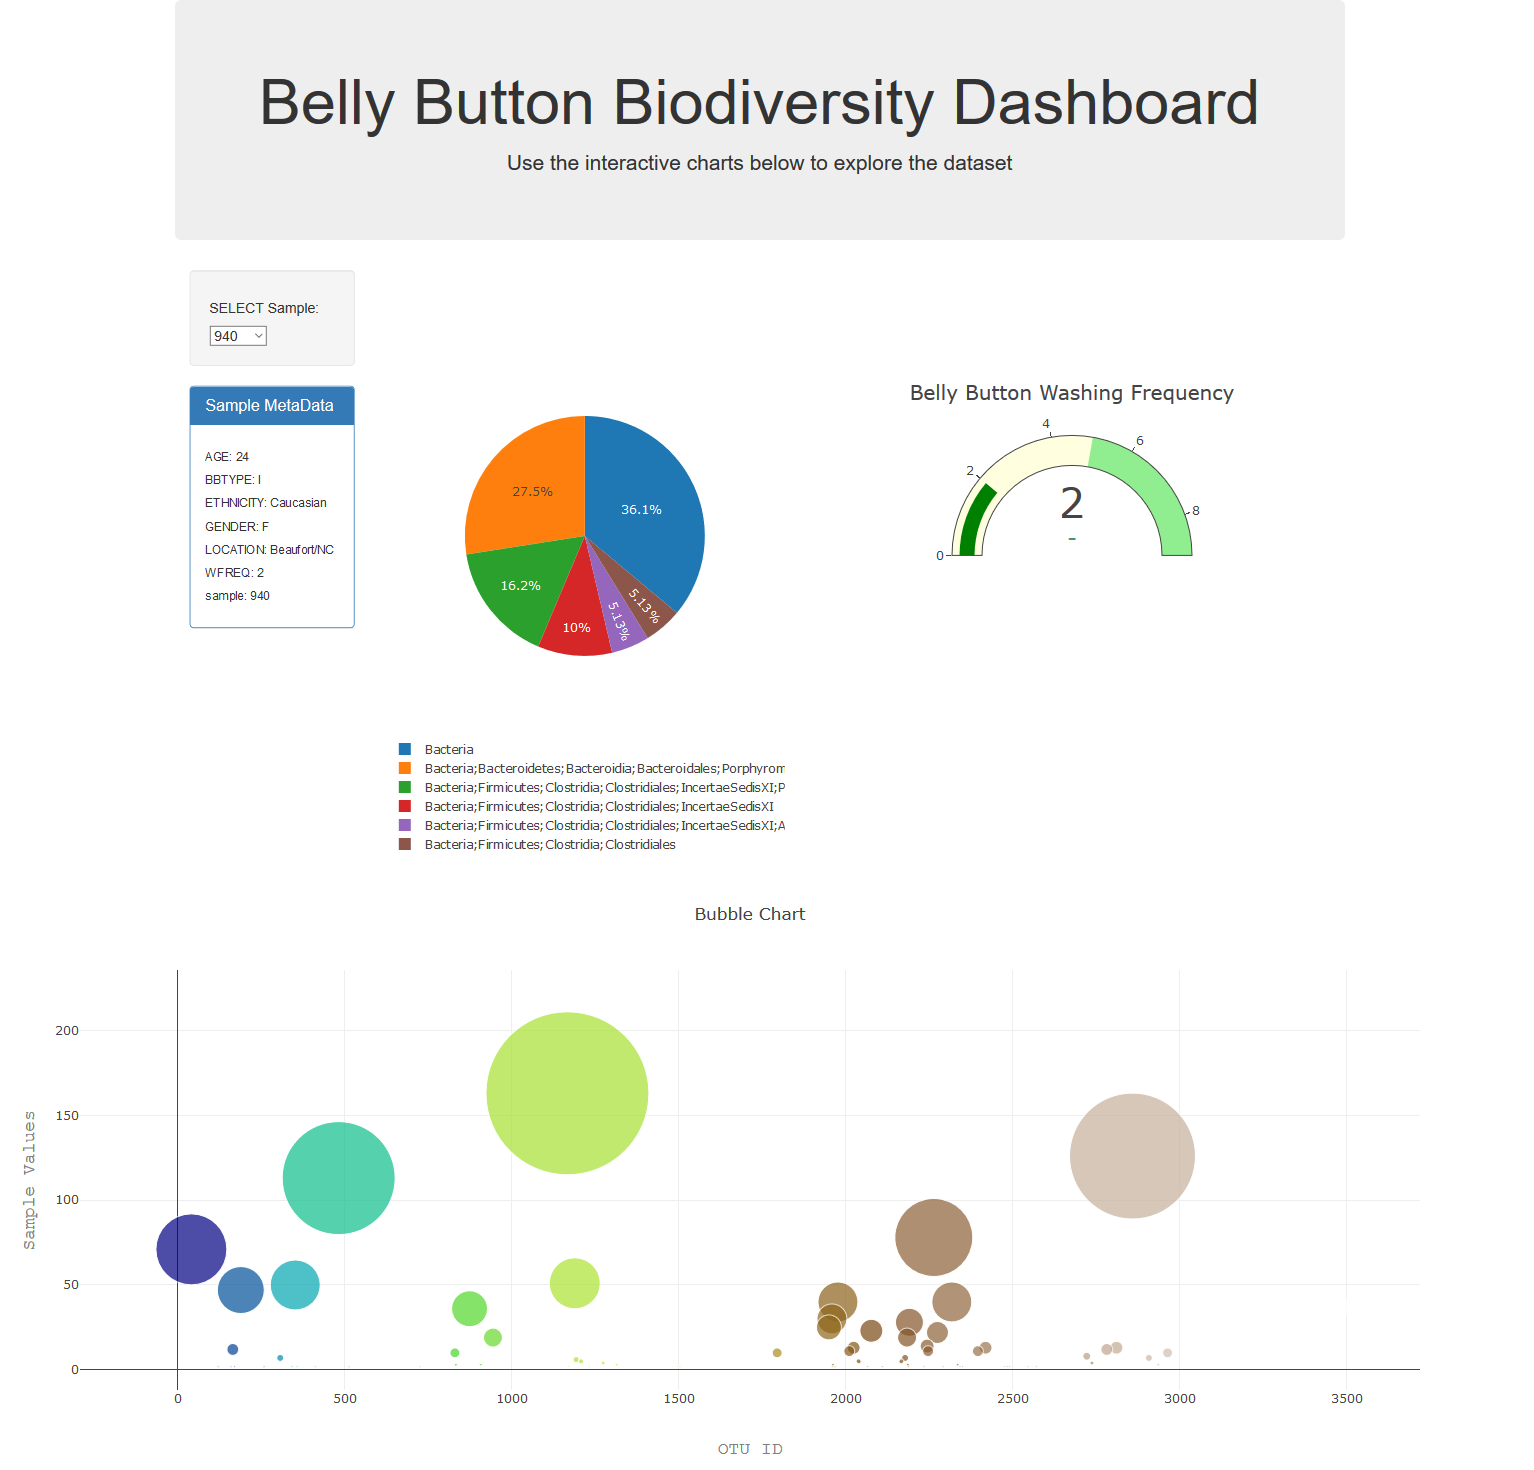 Belly Button Biodiversity Dashboard
Use the interactive charts below to explore the dataset
SELECT Sample:
940
Sample MetaData
AGE: 24
BBTYPE: I
ETHNICITY: Caucasian
GENDER: F
LOCATION: Beaufort/NC
WFREQ: 2
sample: 940
36.1%
27.5%
16.2%
10%
5.13%
5.13%
Bacteria
Bacteria;Bacteroidetes;Bacteroidia;Bacteroidales;Porphyrom
Bacteria;Firmicutes;Clostridia;Clostridiales;IncertaeSedisXI;P
Bacteria;Firmicutes;Clostridia;Clostridiales;IncertaeSedisXI
Bacteria;Firmicutes;Clostridia;Clostridiales;IncertaeSedisXI;A
Bacteria;Firmicutes;Clostridia;Clostridiales
Belly Button Washing Frequency
0
2
4
6
8
2
-
Bubble Chart
Sample Values
200
150
100
50
0
0
500
1000
1500
2000
2500
3000
3500
OTU ID